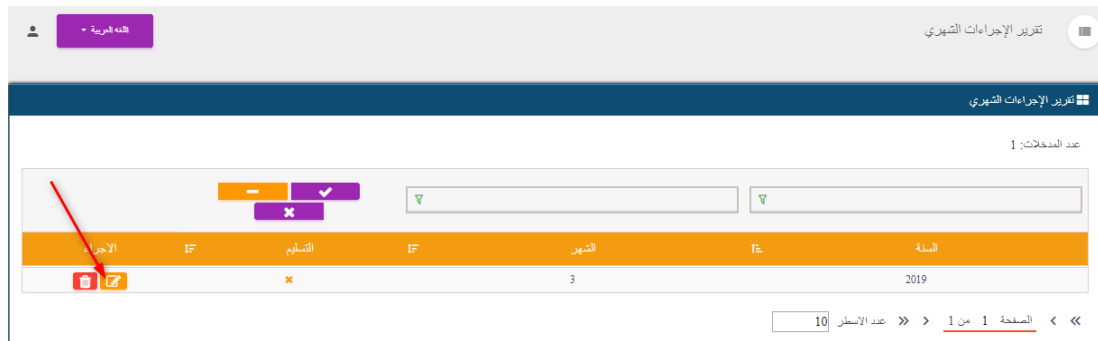 تقرير الإجراءات الشهري
اللغه العربية
تقرير الإجراءات الشهري
عدد المدخلات: 1
السنة الشهر التسليم الاجراء
2019 3
الصفحة 1 من 1 عدد الاسطر 10